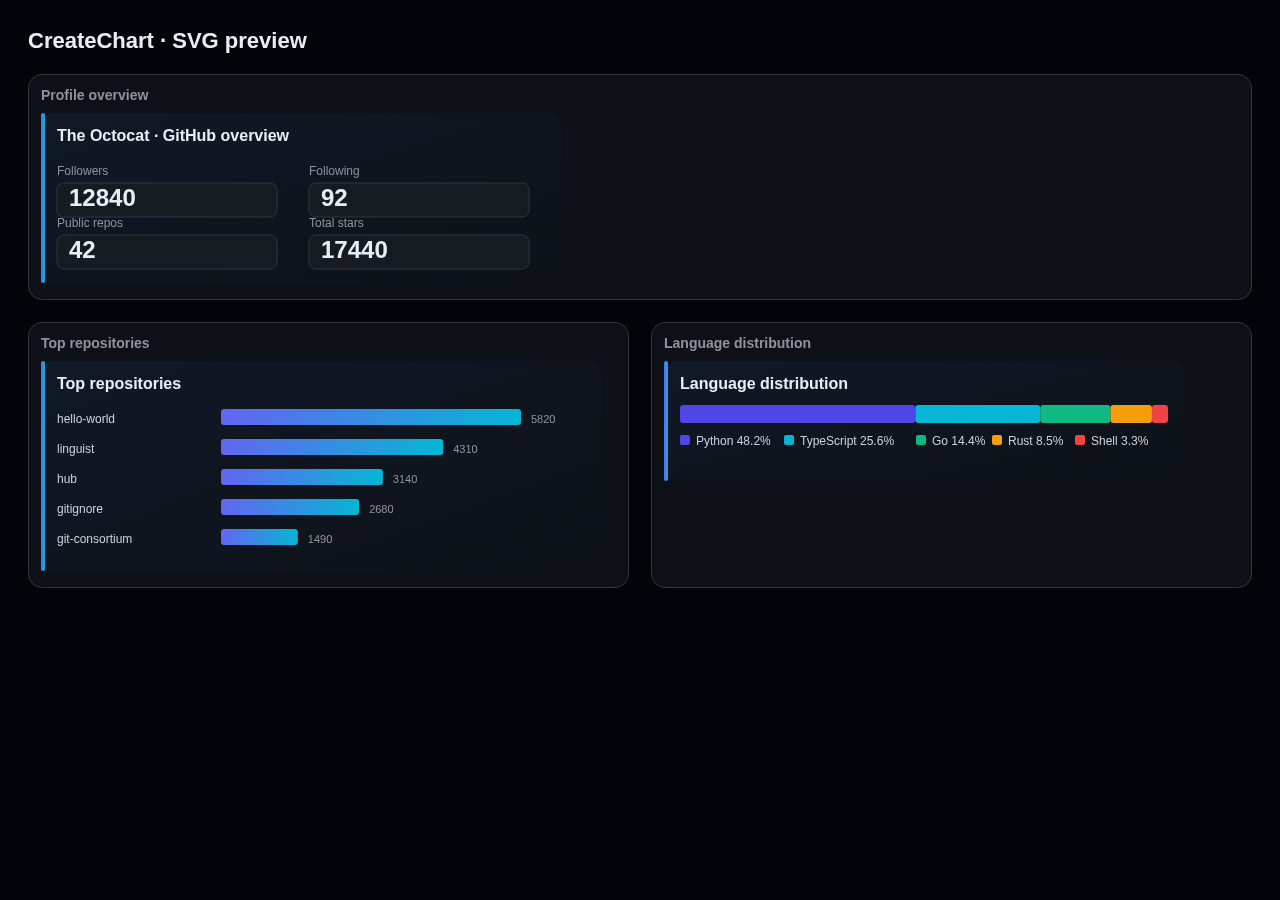 CreateChart · SVG preview
Profile overview
The Octocat · GitHub overview
Followers
Following
12840
92
Public repos
Total stars
42
17440
Top repositories
Top repositories
hello-world 5820
linguist 4310
hub 3140
gitignore 2680
git-consortium 1490
Language distribution
Language distribution
Python 48.2% TypeScript 25.6% Go 14.4% Rust 8.5% Shell 3.3%